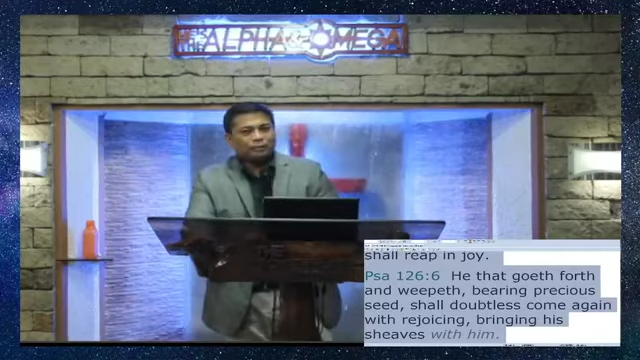 ALPHA OMEGA
shall reap in joy.
Psa 126:6 He that goeth forth
and weepeth, bearing precious
seed, shall doubtless come again
with rejoicing, bringing his
sheaves with him.